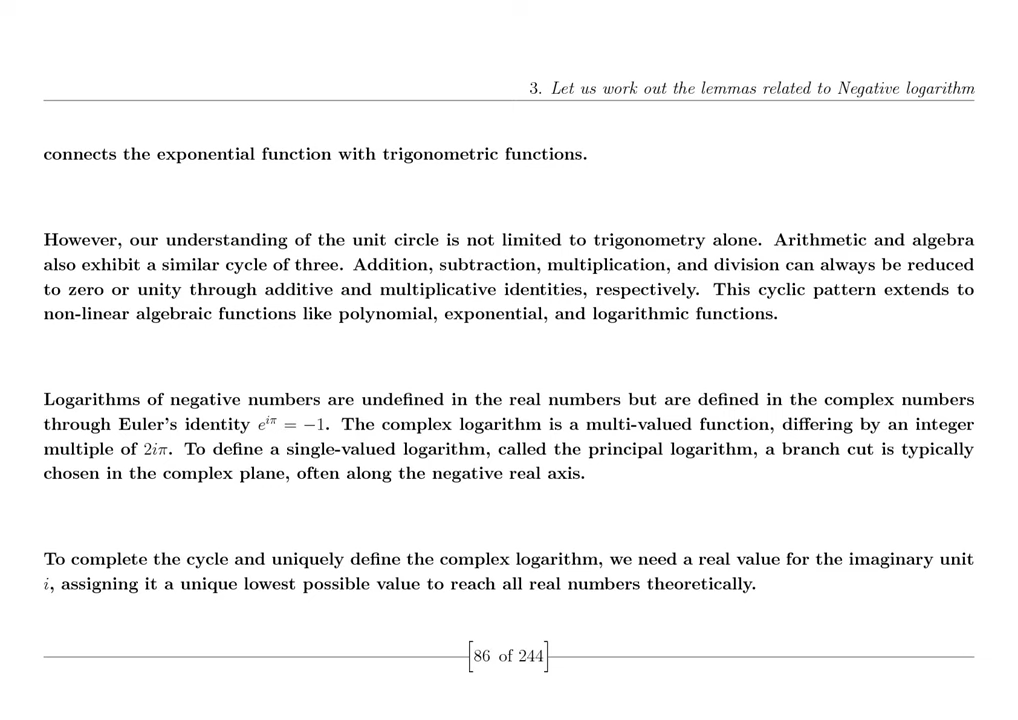 3. Let us work out the lemmas related to Negative logarithm
connects the exponential function with trigonometric functions.
However, our understanding of the unit circle is not limited to trigonometry alone. Arithmetic and algebra
also exhibit a similar cycle of three. Addition, subtraction, multiplication, and division can always be reduced
to zero or unity through additive and multiplicative identities, respectively. This cyclic pattern extends to
non-linear algebraic functions like polynomial, exponential, and logarithmic functions.
Logarithms of negative numbers are undefined in the real numbers but are defined in the complex numbers
through Euler's identity $e^{i\pi} = -1$. The complex logarithm is a multi-valued function, differing by an integer
multiple of $2i\pi$. To define a single-valued logarithm, called the principal logarithm, a branch cut is typically
chosen in the complex plane, often along the negative real axis.
To complete the cycle and uniquely define the complex logarithm, we need a real value for the imaginary unit
$i$, assigning it a unique lowest possible value to reach all real numbers theoretically.
[86 of 244]